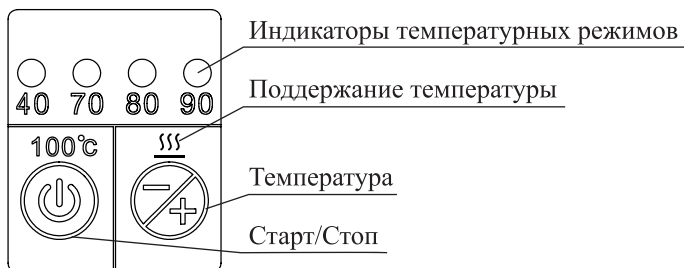 Индикаторы температурных режимов
40 70 80 90
Поддержание температуры
100°C
Температура
Старт/Стоп